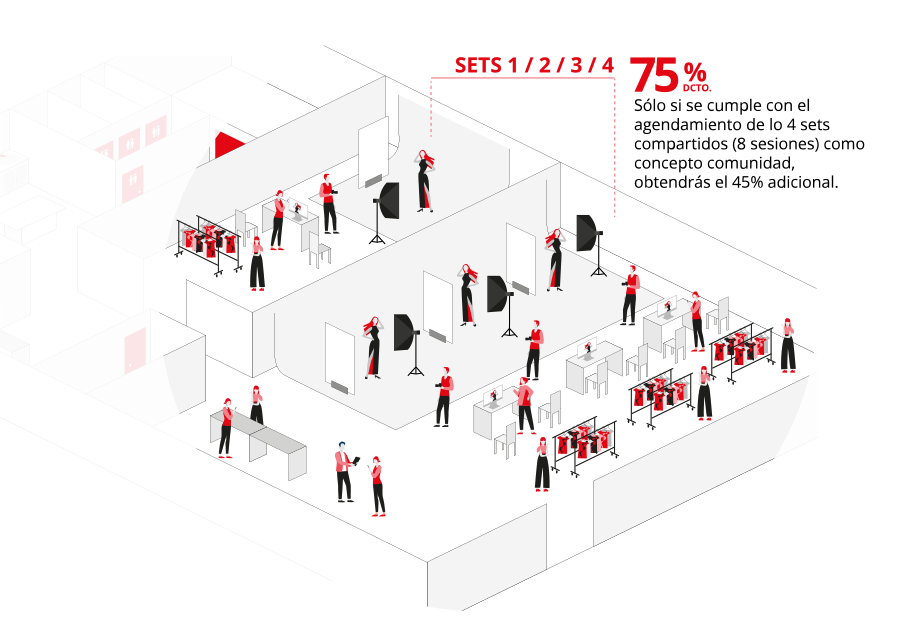 SETS 1 / 2 / 3 / 4
75%
DCTO.
Sólo si se cumple con el
agendamiento de lo 4 sets
compartidos (8 sesiones) como
concepto comunidad,
obtendrás el 45% adicional.